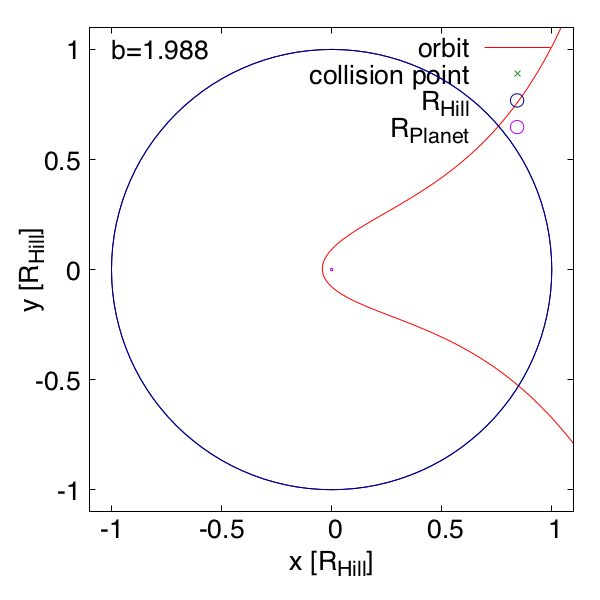 b=1.988
orbit
collision point
R_Hill
R_Planet
1
0.5
0
-0.5
-1
y [R_Hill]
-1 -0.5 0 0.5 1
x [R_Hill]